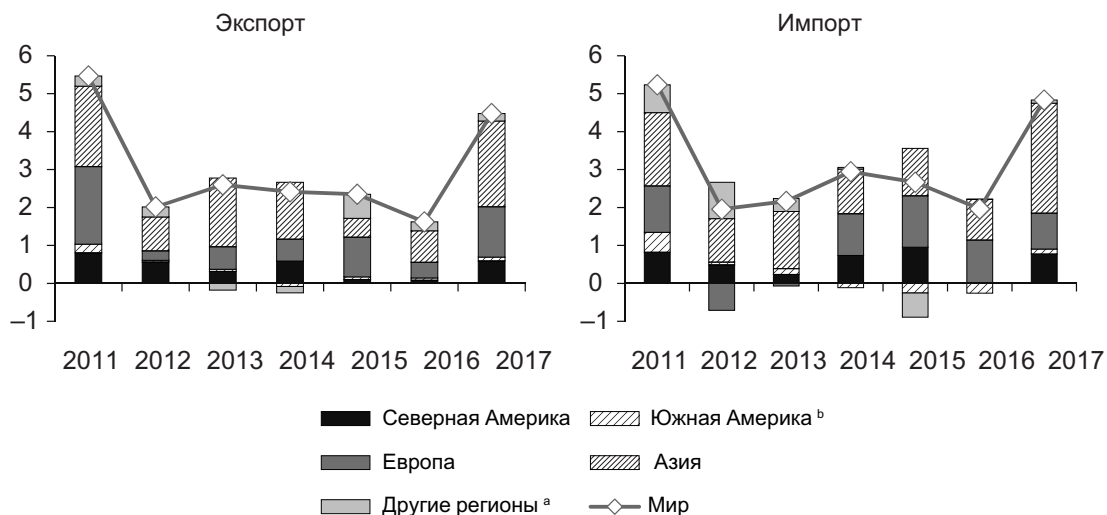 Экспорт
6
5
4
3
2
1
0
–1
2011 2012 2013 2014 2015 2016 2017
Импорт
6
5
4
3
2
1
0
–1
2011 2012 2013 2014 2015 2016 2017
Северная Америка
Южная Америка ᵇ
Европа
Азия
Другие регионы ᵃ
Мир